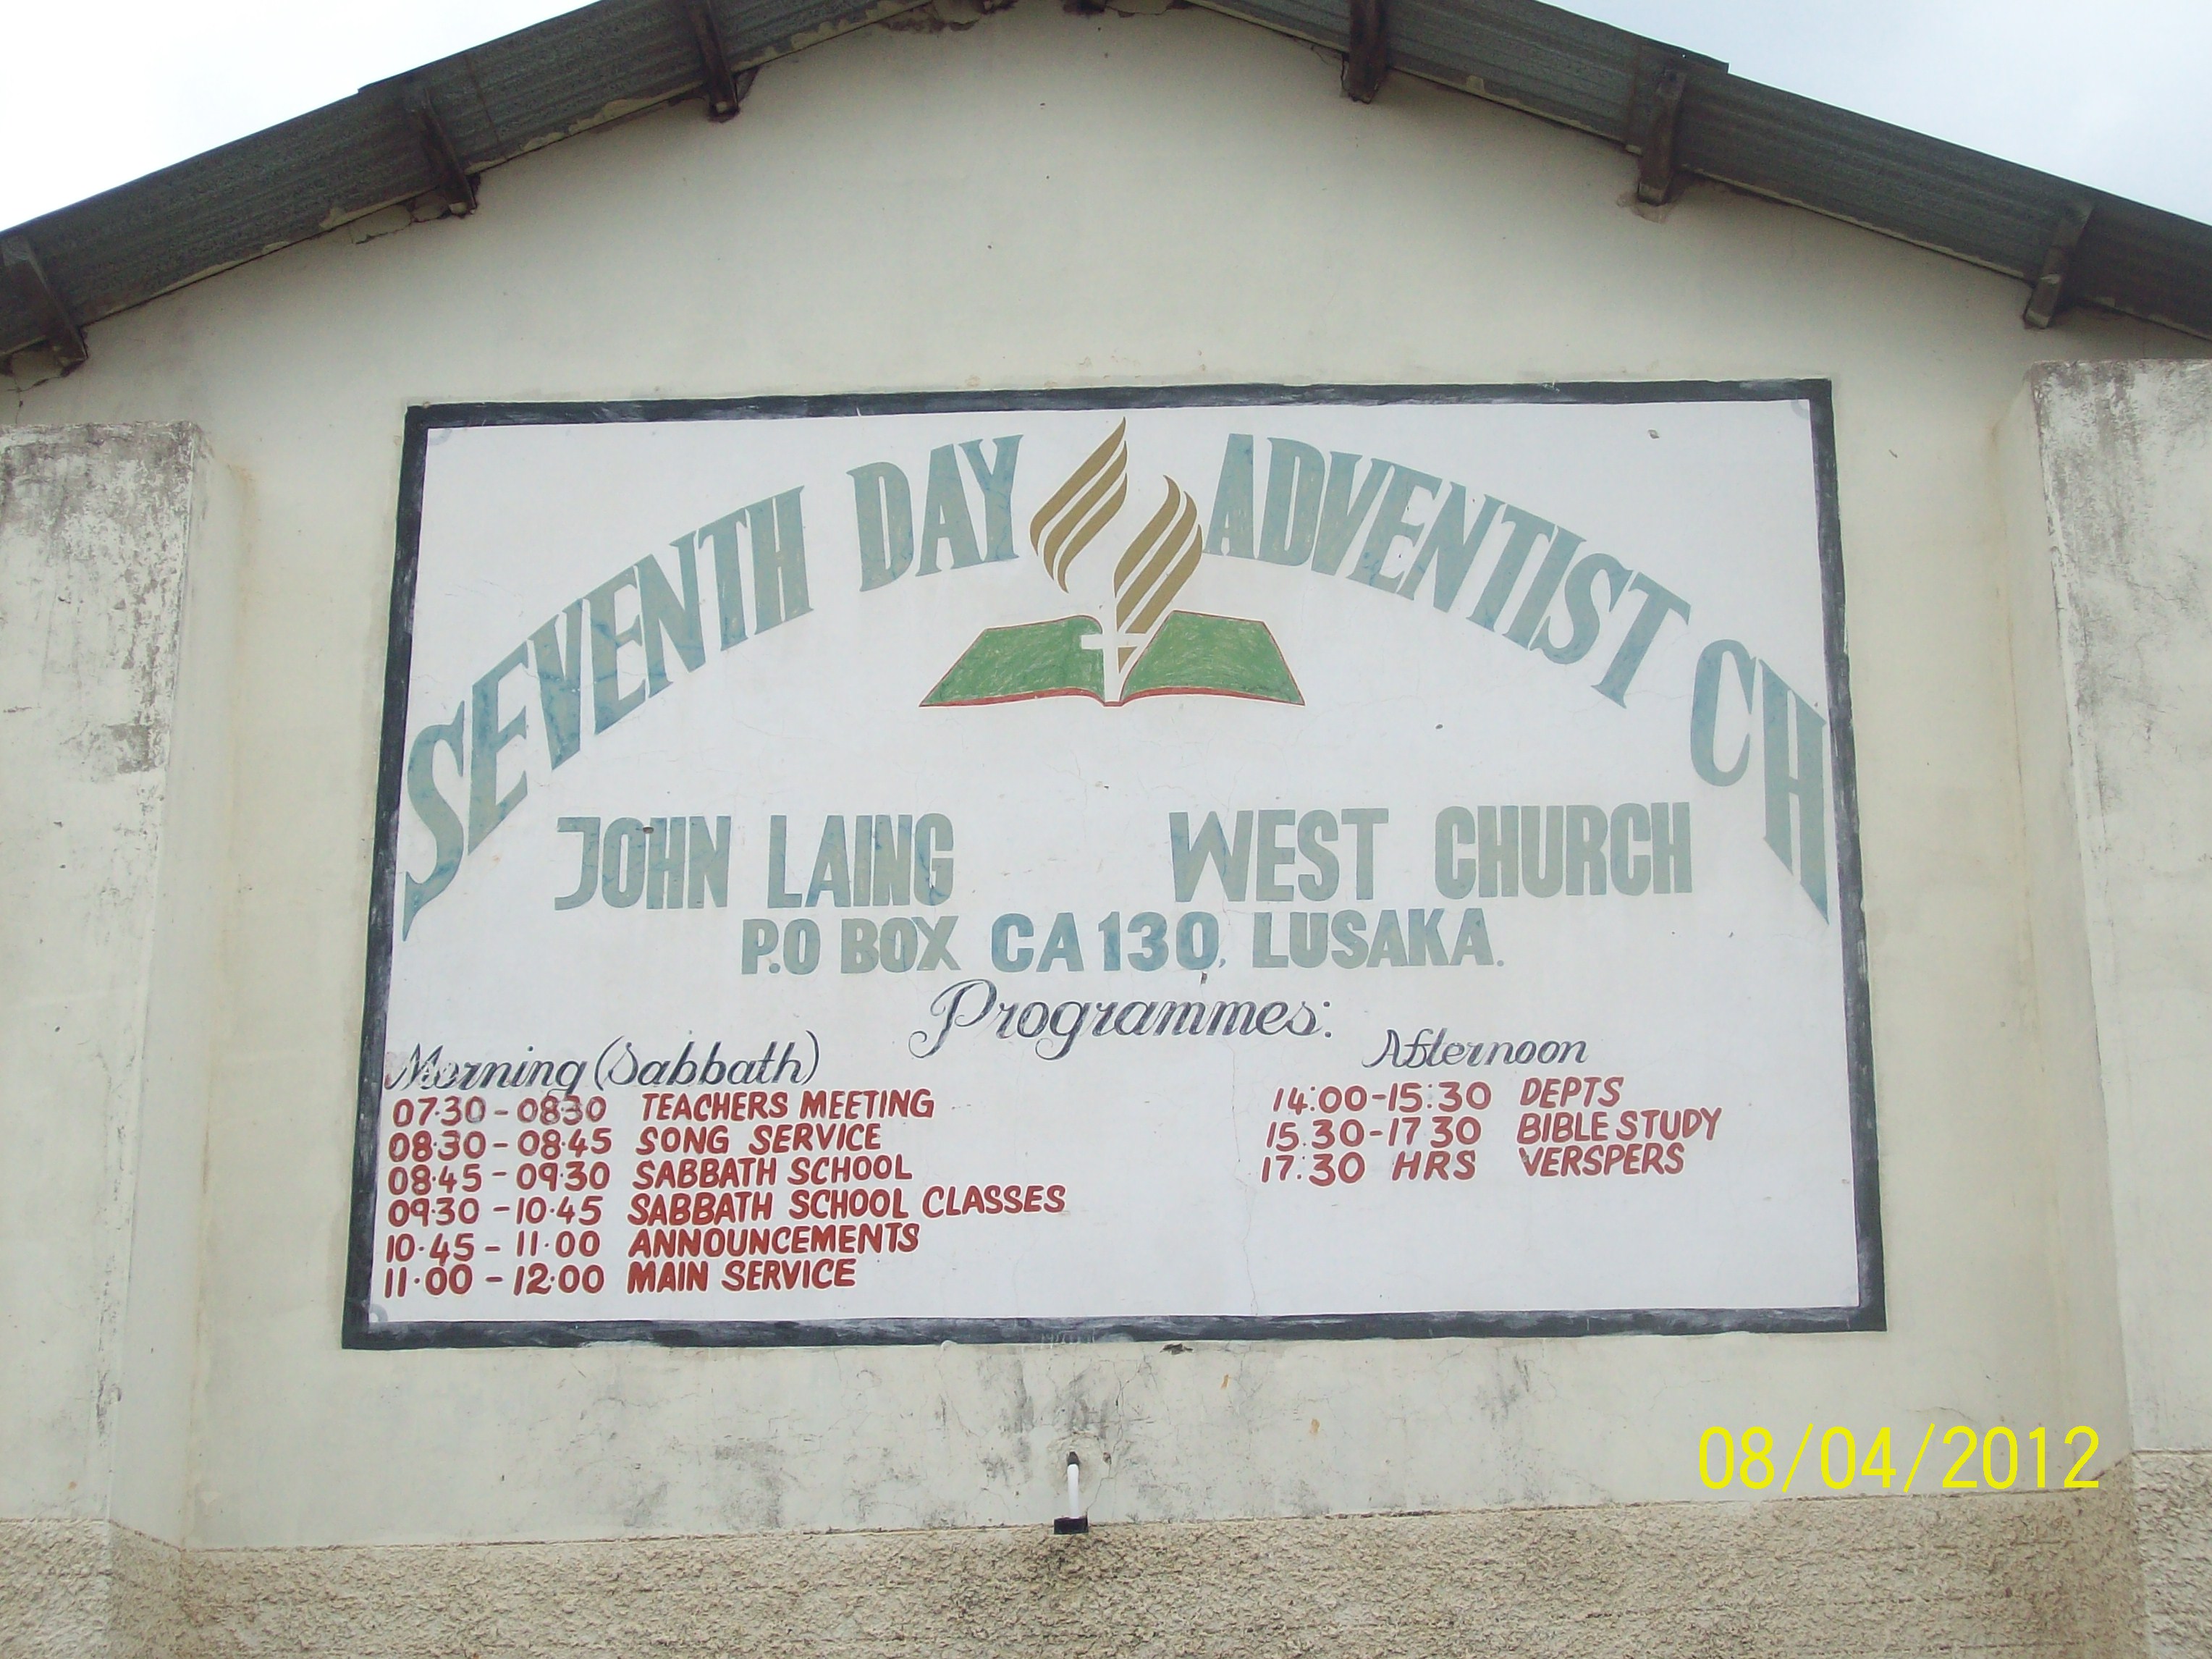 SEVENTH DAY ADVENTIST CH
JOHN LAING WEST CHURCH
P.O BOX CA 130, LUSAKA.
Programmes:
Morning (Sabbath)
07·30 - 08·30 TEACHERS MEETING
08·30 - 08·45 SONG SERVICE
08·45 - 09·30 SABBATH SCHOOL
09·30 - 10·45 SABBATH SCHOOL CLASSES
10·45 - 11·00 ANNOUNCEMENTS
11·00 - 12·00 MAIN SERVICE
Afternoon
14:00-15:30 DEPTS
15.30-17 30 BIBLE STUDY
17:30 HRS VERSPERS
08/04/2012